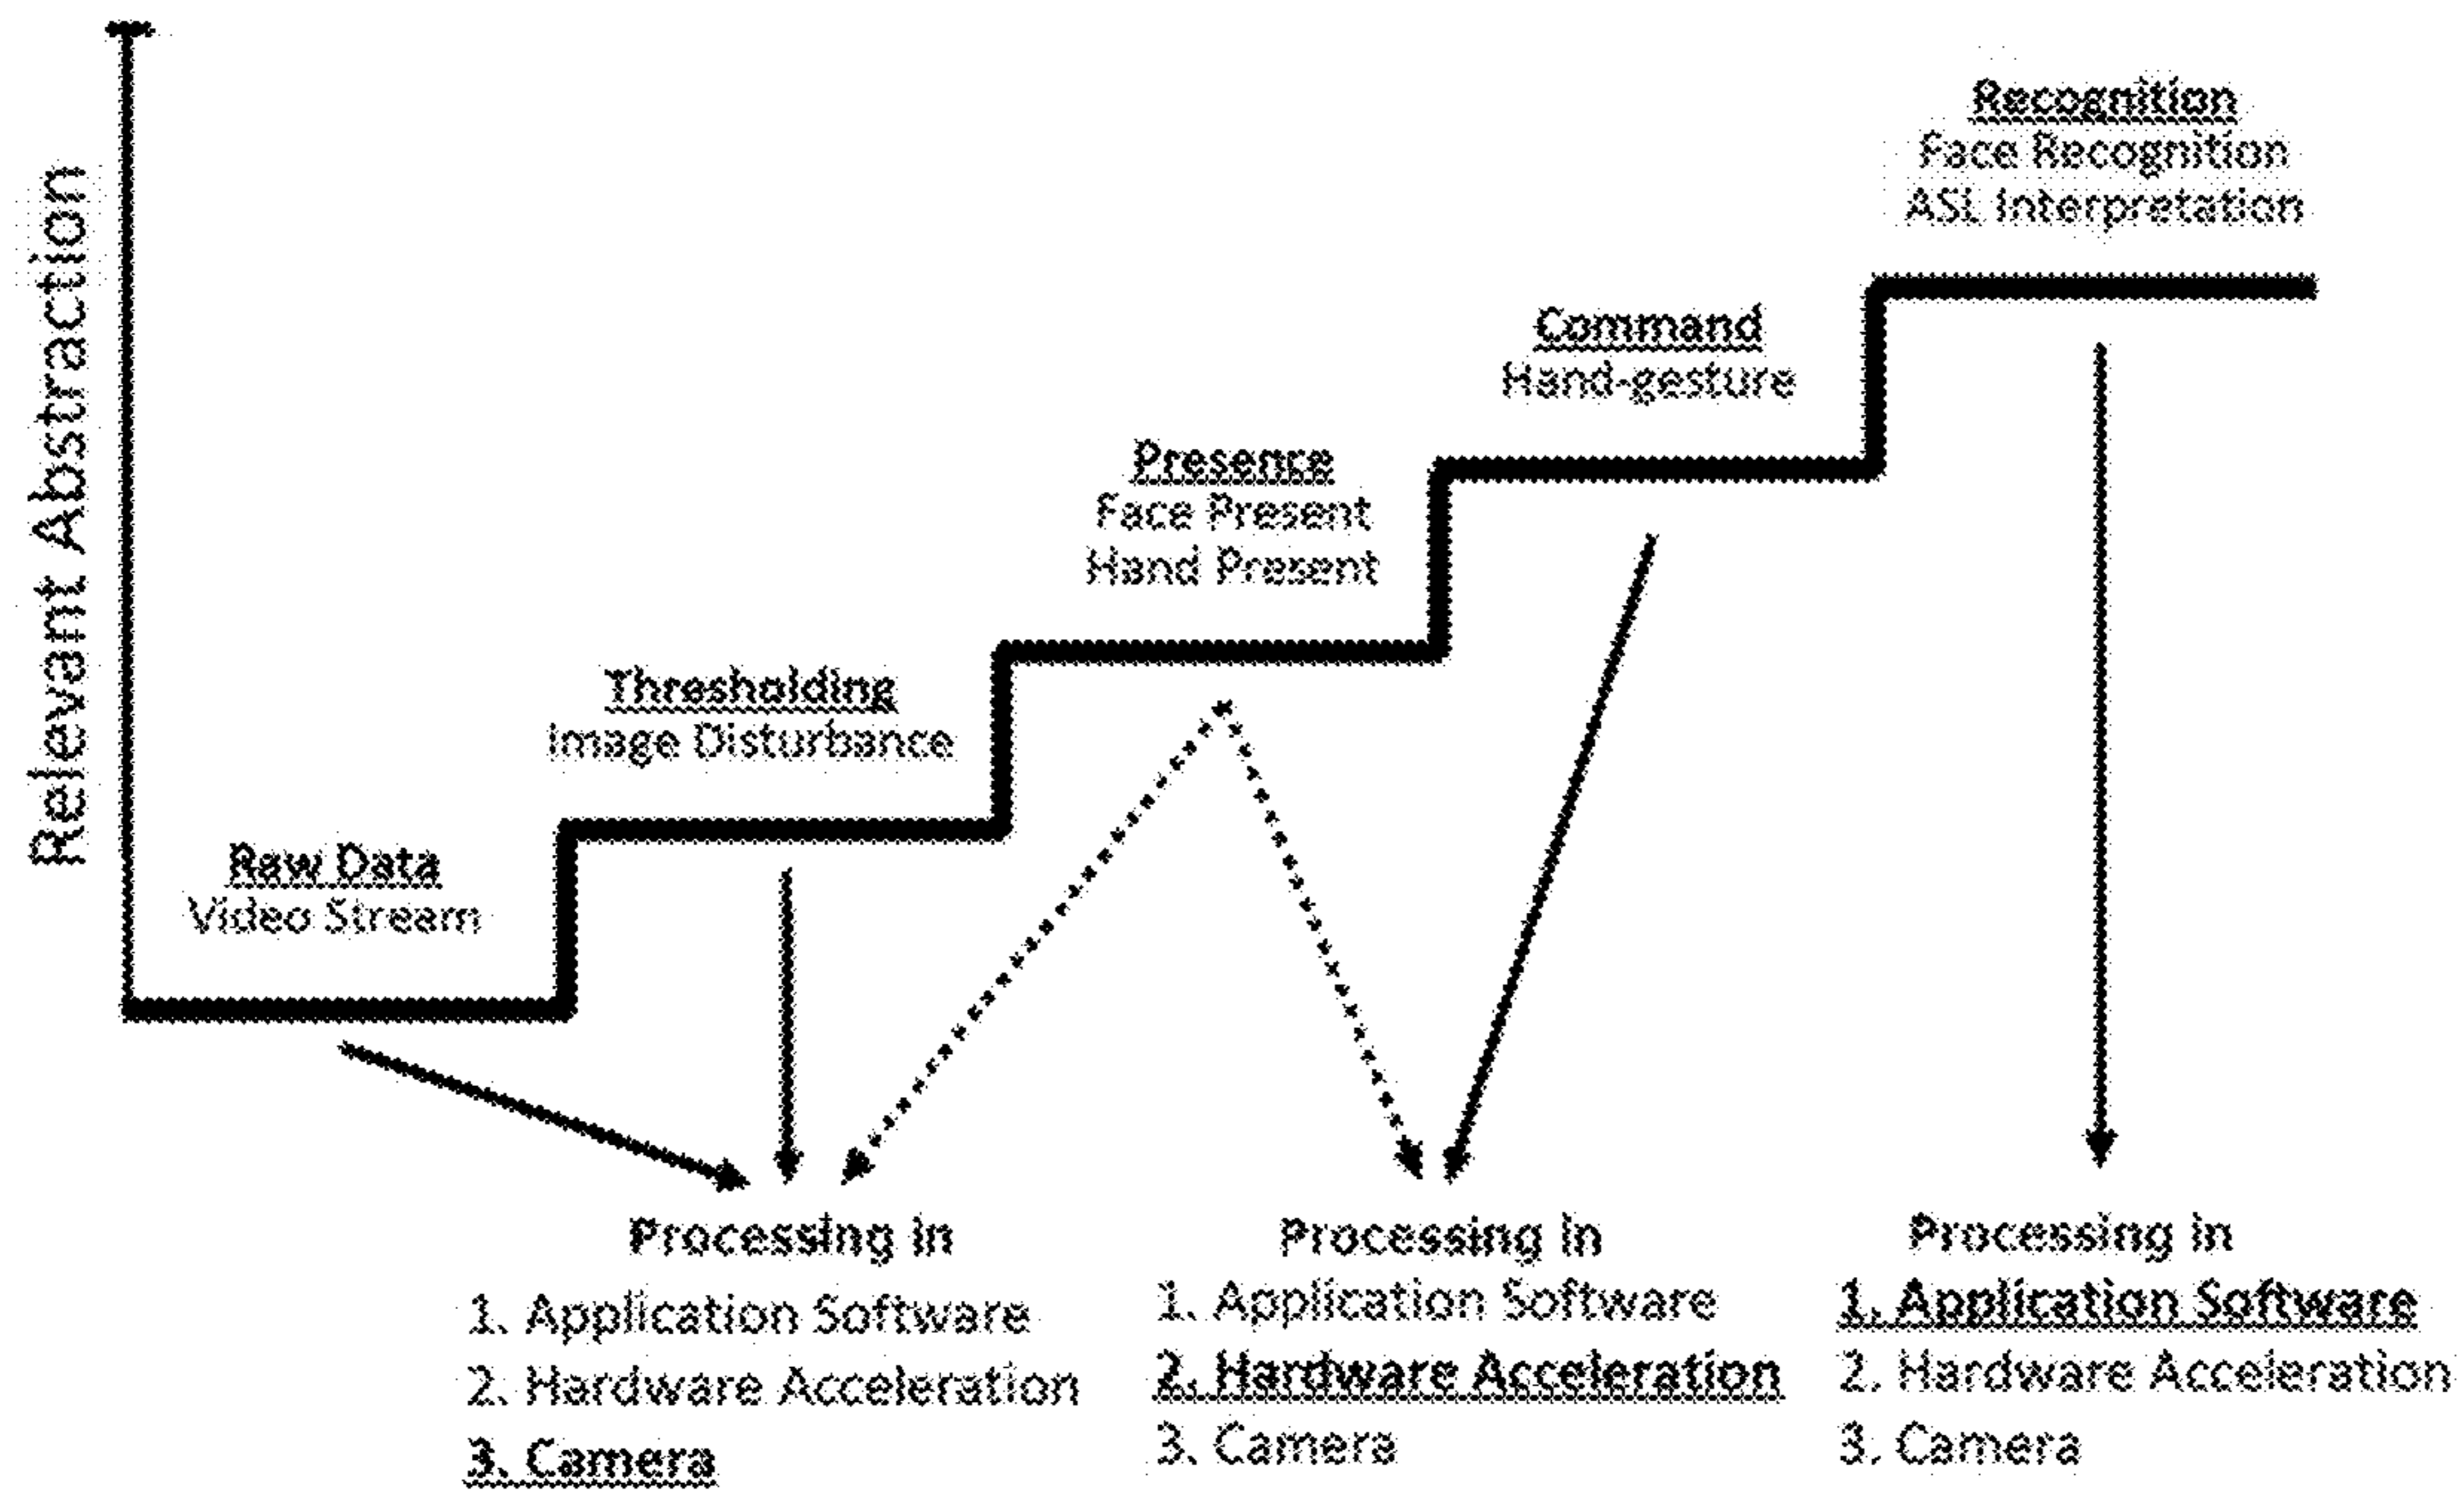 Relevant Abstraction
Raw Data
Video Stream
Thresholding
Image Disturbance
Presence
Face Present
Hand Present
Command
Hand-gesture
Recognition
Face Recognition
ASL Interpretation
Processing in
1. Application Software
2. Hardware Acceleration
3. Camera
Processing in
1. Application Software
2. Hardware Acceleration
3. Camera
Processing in
1. Application Software
2. Hardware Acceleration
3. Camera